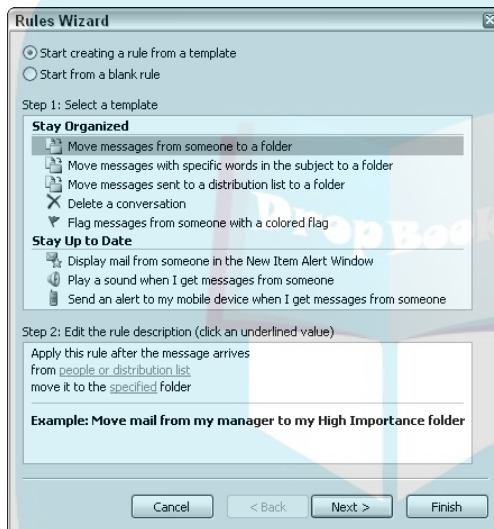 Rules Wizard
Start creating a rule from a template
Start from a blank rule
Step 1: Select a template
Stay Organized
Move messages from someone to a folder
Move messages with specific words in the subject to a folder
Move messages sent to a distribution list to a folder
Delete a conversation
Flag messages from someone with a colored flag
Stay Up to Date
Display mail from someone in the New Item Alert Window
Play a sound when I get messages from someone
Send an alert to my mobile device when I get messages from someone
DropBook
Step 2: Edit the rule description (click an underlined value)
Apply this rule after the message arrives
from people or distribution list
move it to the specified folder
Example: Move mail from my manager to my High Importance folder
Cancel
< Back
Next >
Finish